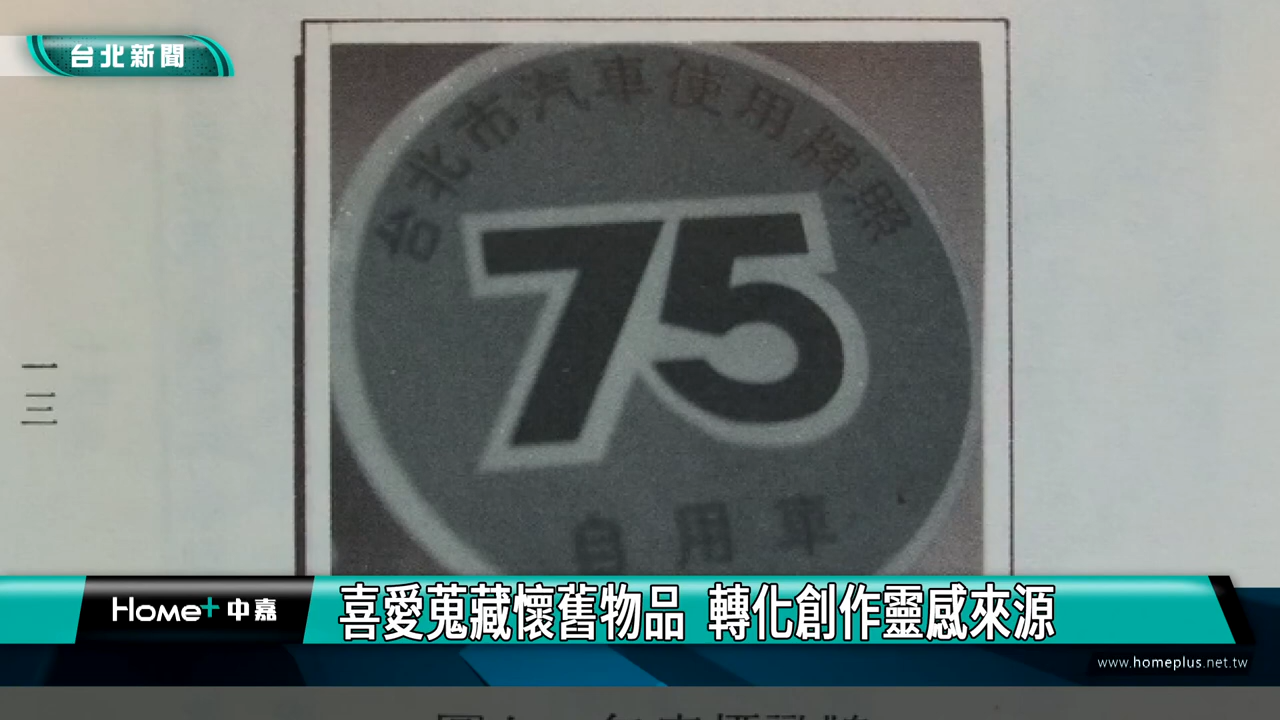 台北新聞
台北市汽車使用牌照
75
自用車
一三
Home+ 中嘉
喜愛蒐藏懷舊物品 轉化創作靈感來源
www.homeplus.net.tw